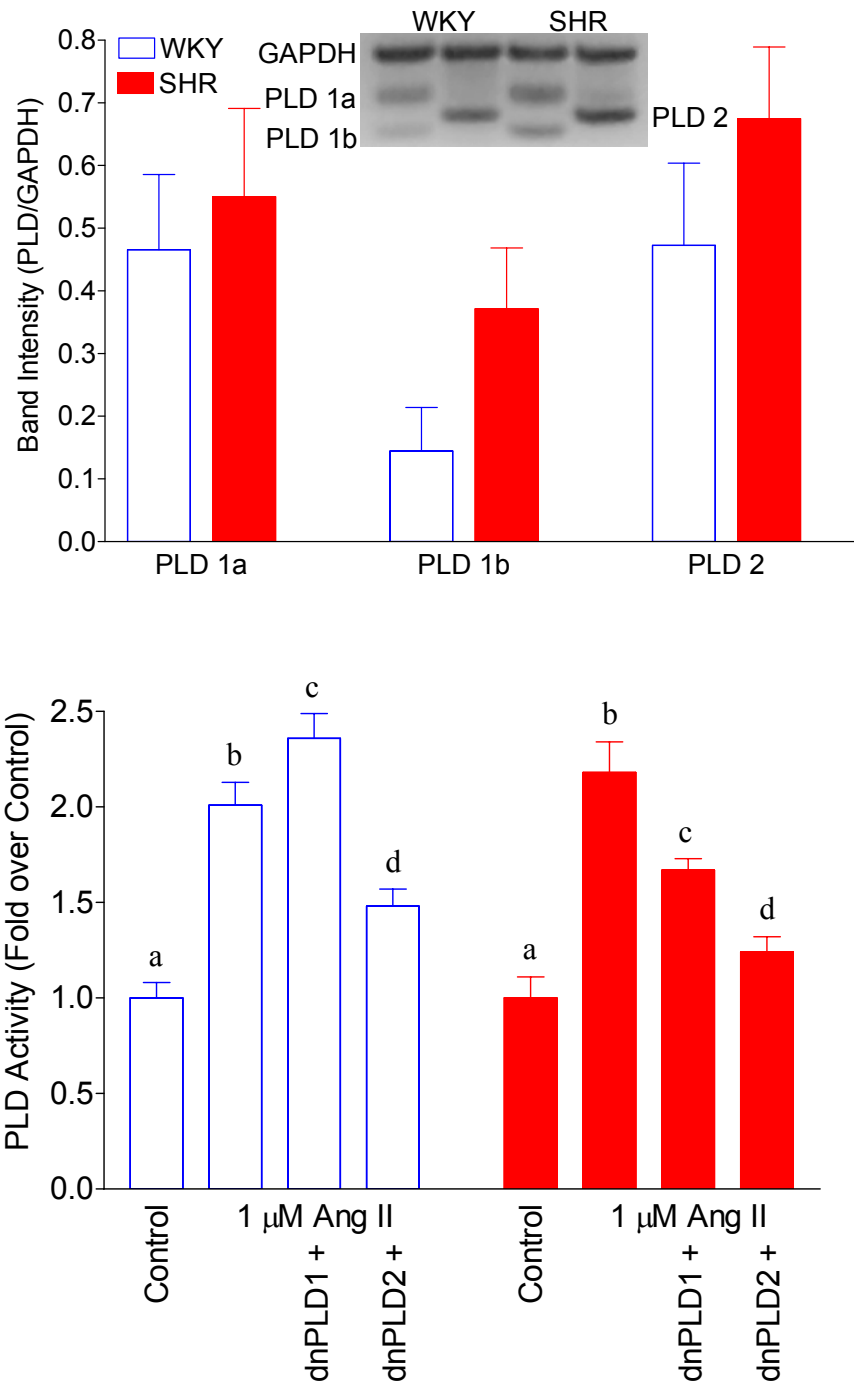 WKY SHR
0.8
WKY
SHR
GAPDH
PLD 1a
PLD 1b
PLD 2
0.7
0.6
0.5
0.4
0.3
0.2
0.1
0.0
Band Intensity (PLD/GAPDH)
PLD 1a PLD 1b PLD 2
PLD Activity (Fold over Control)
2.5
2.0
1.5
1.0
0.5
0.0
a b c d
a b c d
Control
1 μM Ang II
dnPLD1 +
dnPLD2 +
Control
1 μM Ang II
dnPLD1 +
dnPLD2 +